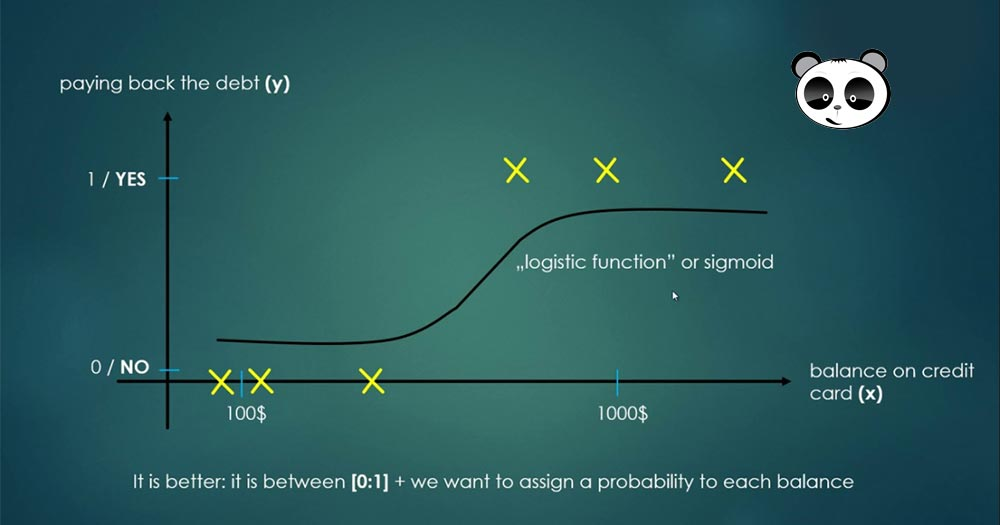 paying back the debt (y)
1 / YES
„logistic function” or sigmoid
0 / NO
balance on credit
card (x)
100$
1000$
It is better: it is between [0:1] + we want to assign a probability to each balance